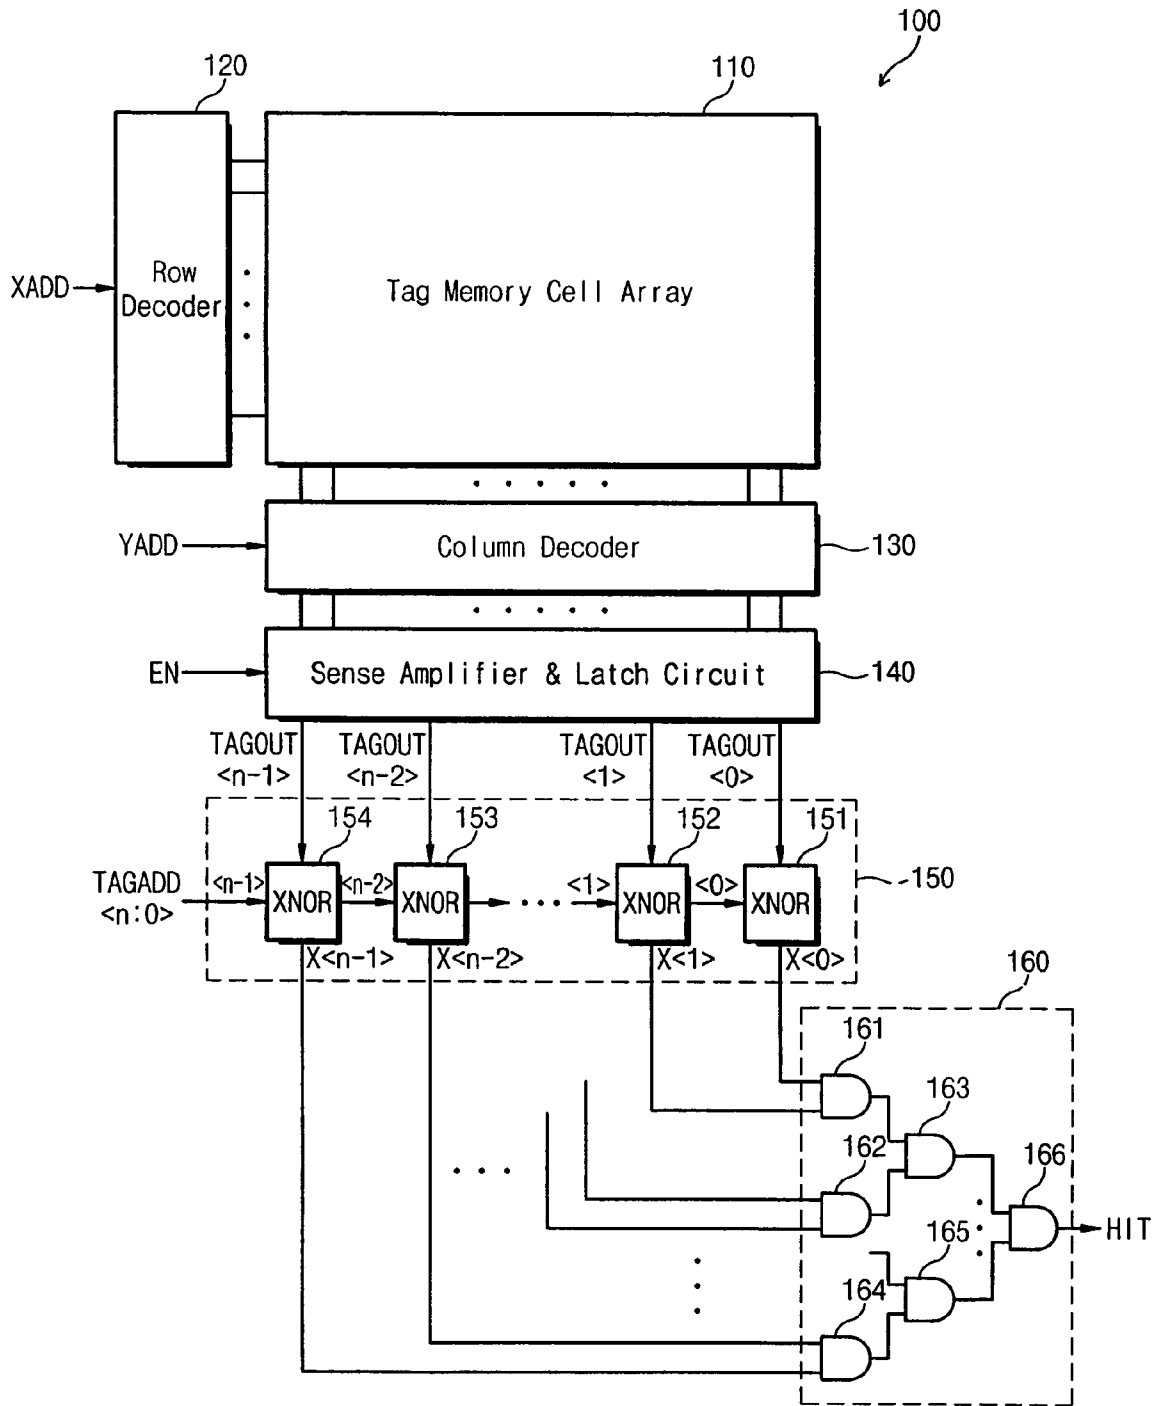 100
120
110
XADD
Row
Decoder
Tag Memory Cell Array
YADD
Column Decoder
130
EN
Sense Amplifier & Latch Circuit
140
TAGOUT
<n-1>
TAGOUT
<n-2>
TAGOUT
<1>
TAGOUT
<0>
154
153
152
151
TAGADD
<n:0>
<n-1>
XNOR
<n-2>
XNOR
<1>
XNOR
<0>
XNOR
150
X<n-1>
X<n-2>
X<1>
X<0>
160
161
163
162
166
HIT
165
164